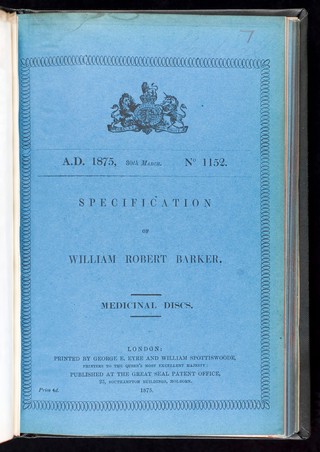 7
A.D. 1875, 30th MARCH. No 1152.
SPECIFICATION
OF
WILLIAM ROBERT BARKER,
MEDICINAL DISCS.
LONDON:
PRINTED BY GEORGE E. EYRE AND WILLIAM SPOTTISWOODE,
PRINTERS TO THE QUEEN'S MOST EXCELLENT MAJESTY:
PUBLISHED AT THE GREAT SEAL PATENT OFFICE,
25, SOUTHAMPTON BUILDINGS, HOLBORN.
Price 4d.
1875.